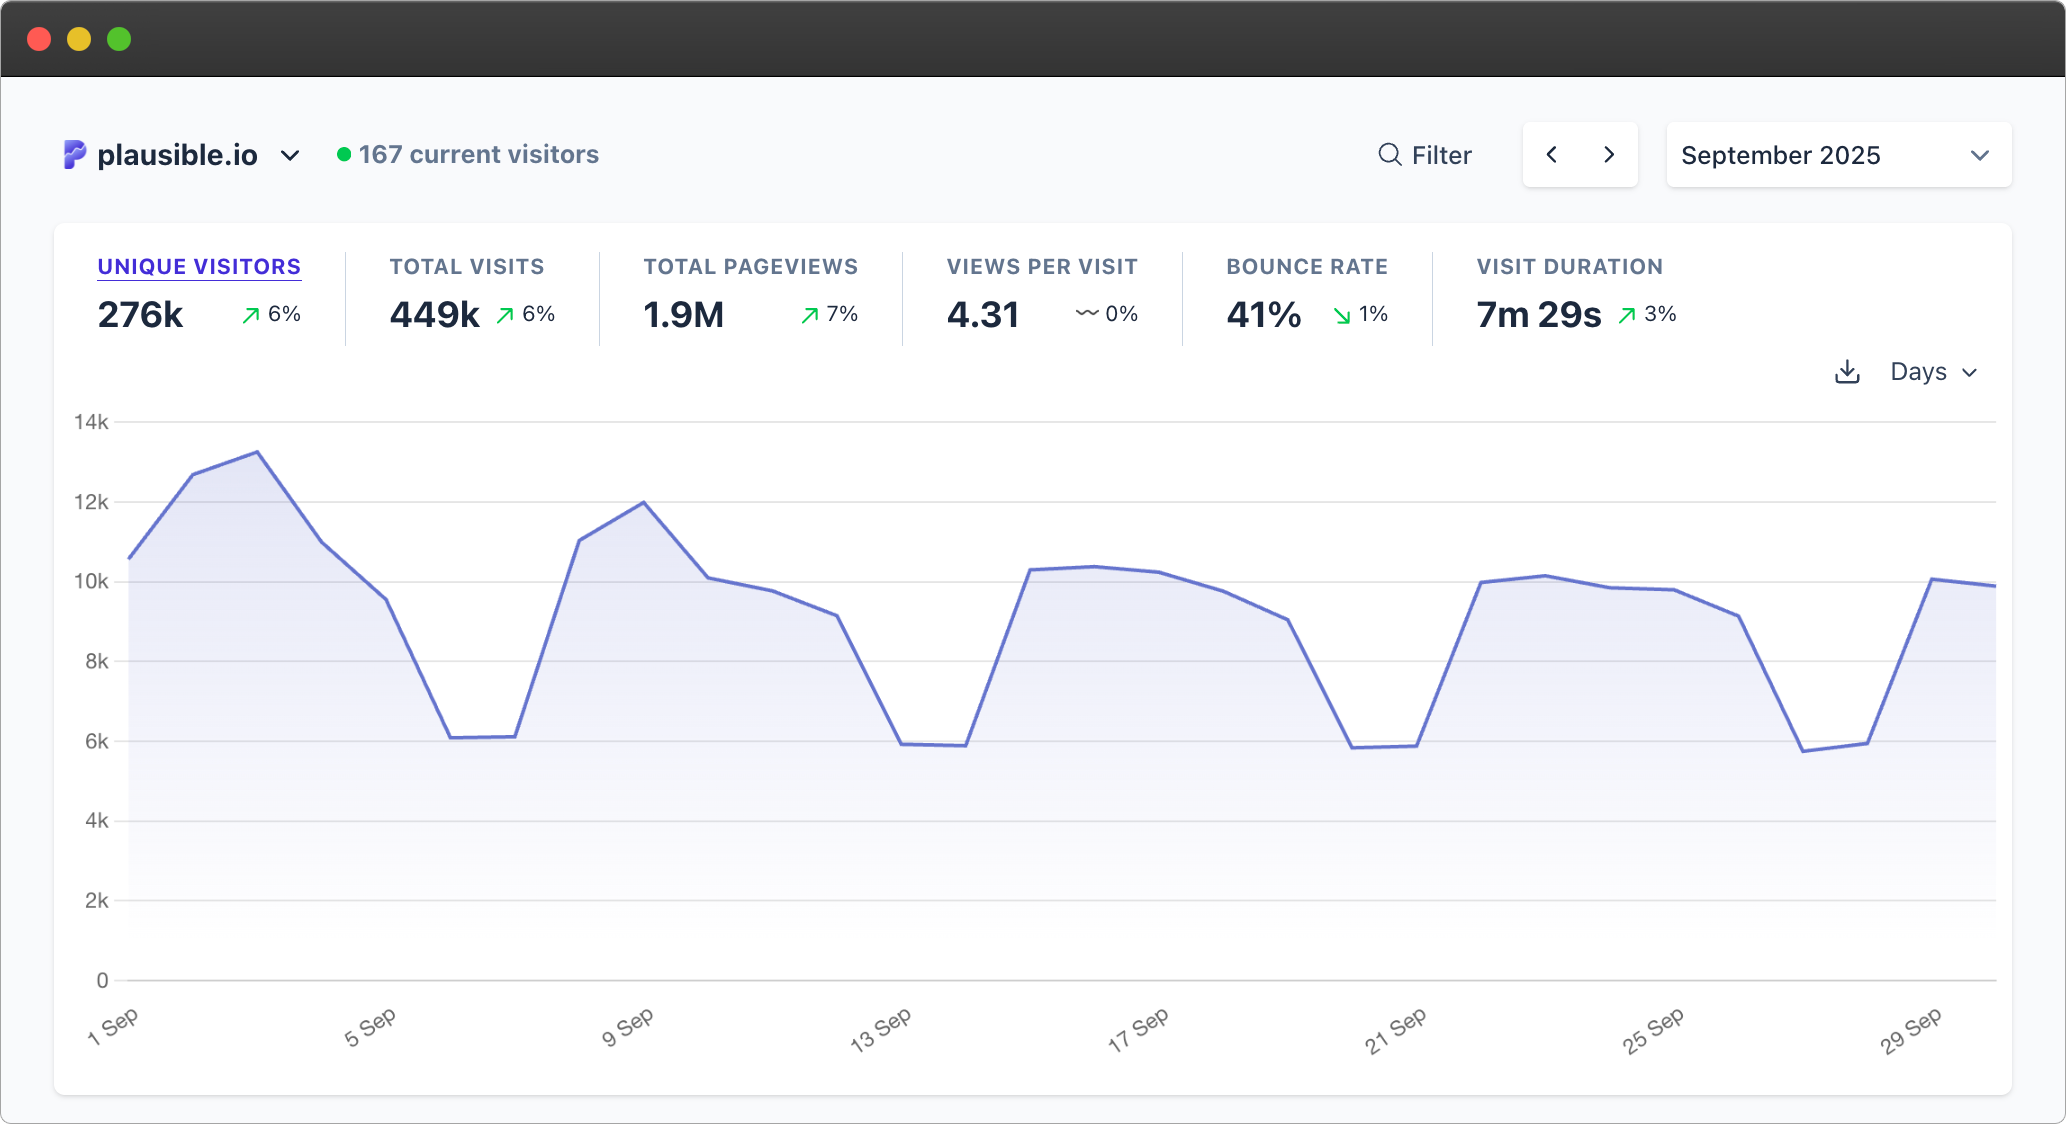 plausible.io
167 current visitors
Filter
September 2025
UNIQUE VISITORS
276k
6%
TOTAL VISITS
449k
6%
TOTAL PAGEVIEWS
1.9M
7%
VIEWS PER VISIT
4.31
0%
BOUNCE RATE
41%
1%
VISIT DURATION
7m 29s
3%
Days
14k
12k
10k
8k
6k
4k
2k
0
1 Sep
5 Sep
9 Sep
13 Sep
17 Sep
21 Sep
25 Sep
29 Sep